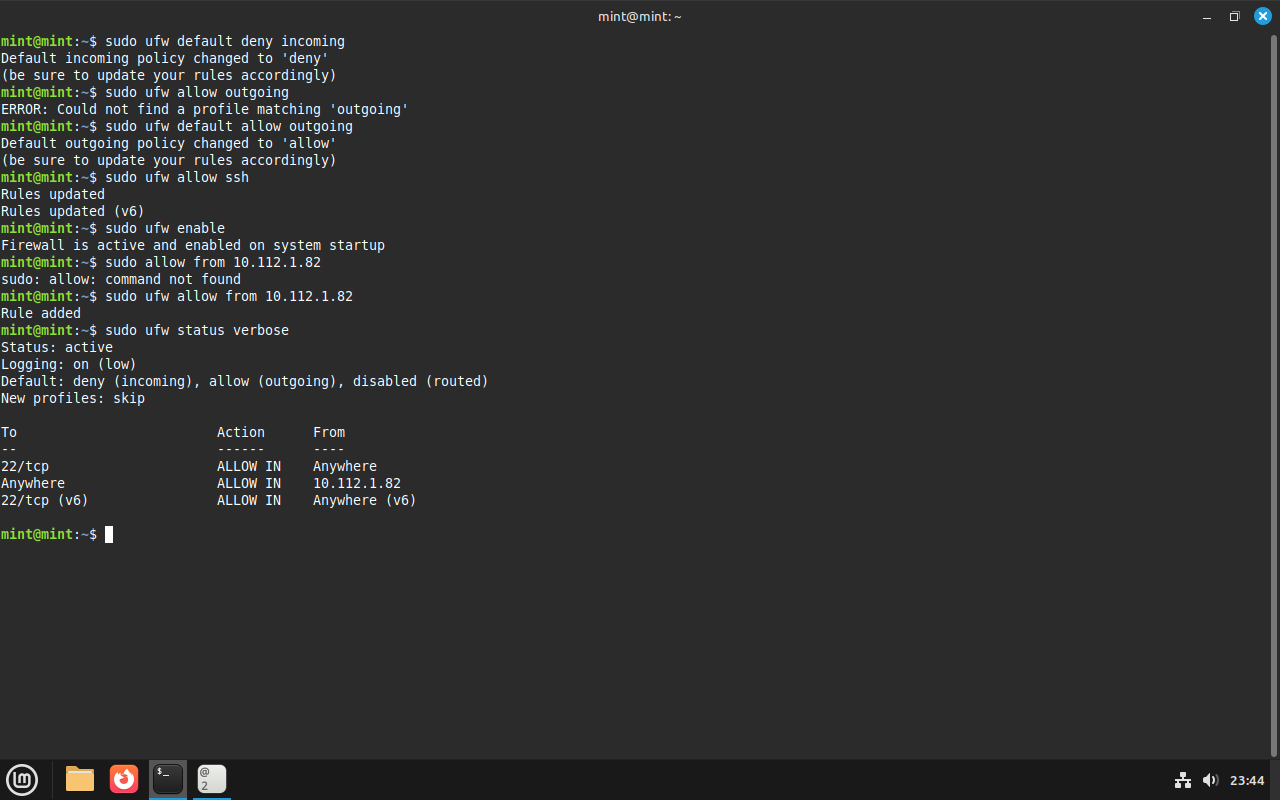 mint@mint: ~
mint@mint:~$ sudo ufw default deny incoming
Default incoming policy changed to 'deny'
(be sure to update your rules accordingly)
mint@mint:~$ sudo ufw allow outgoing
ERROR: Could not find a profile matching 'outgoing'
mint@mint:~$ sudo ufw default allow outgoing
Default outgoing policy changed to 'allow'
(be sure to update your rules accordingly)
mint@mint:~$ sudo ufw allow ssh
Rules updated
Rules updated (v6)
mint@mint:~$ sudo ufw enable
Firewall is active and enabled on system startup
mint@mint:~$ sudo allow from 10.112.1.82
sudo: allow: command not found
mint@mint:~$ sudo ufw allow from 10.112.1.82
Rule added
mint@mint:~$ sudo ufw status verbose
Status: active
Logging: on (low)
Default: deny (incoming), allow (outgoing), disabled (routed)
New profiles: skip
To                         Action      From
--                         ------      ----
22/tcp                     ALLOW IN    Anywhere
Anywhere                   ALLOW IN    10.112.1.82
22/tcp (v6)                ALLOW IN    Anywhere (v6)
mint@mint:~$
$_
@
2
23:44